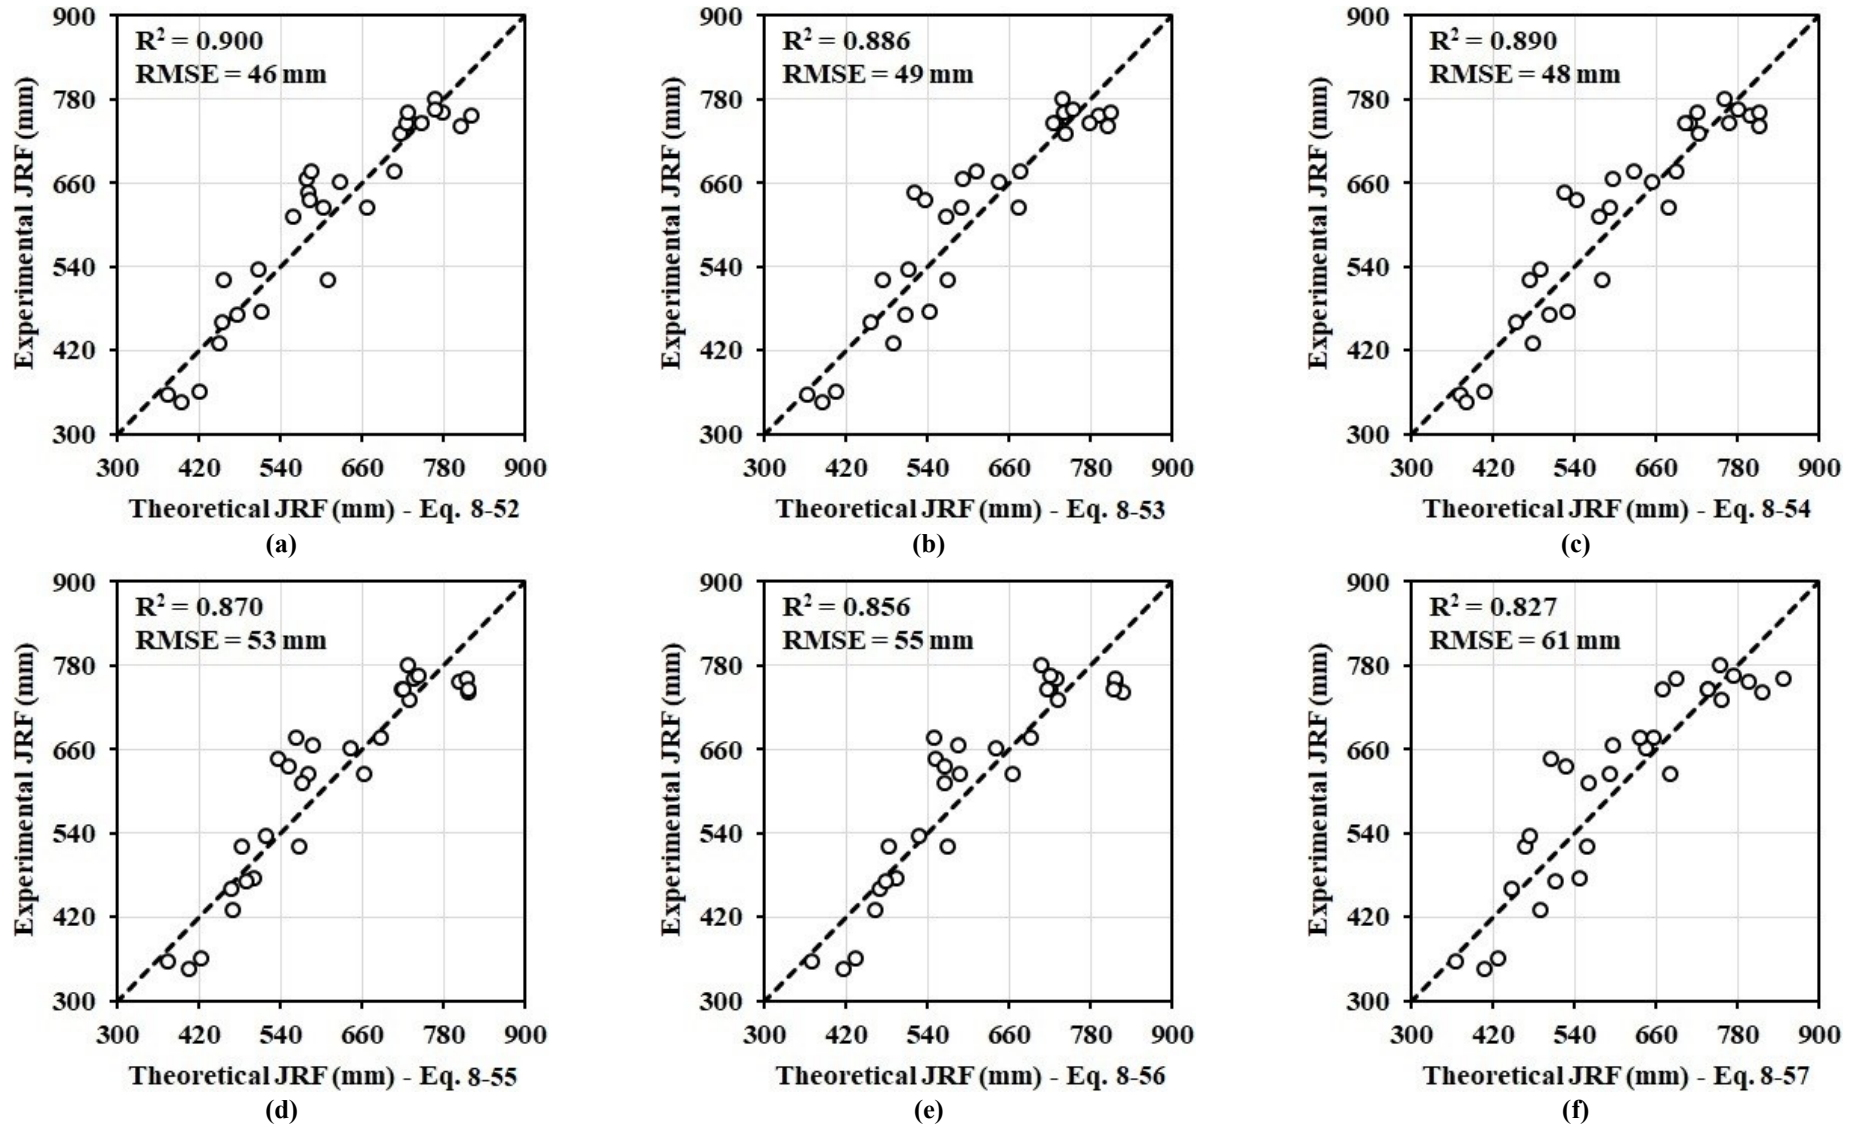 900
780
660
540
420
300
Experimental JRF (mm)
R² = 0.900
RMSE = 46 mm
300 420 540 660 780 900
Theoretical JRF (mm) - Eq. 8-52
(a)
900
780
660
540
420
300
Experimental JRF (mm)
R² = 0.886
RMSE = 49 mm
300 420 540 660 780 900
Theoretical JRF (mm) - Eq. 8-53
(b)
900
780
660
540
420
300
Experimental JRF (mm)
R² = 0.890
RMSE = 48 mm
300 420 540 660 780 900
Theoretical JRF (mm) - Eq. 8-54
(c)
900
780
660
540
420
300
Experimental JRF (mm)
R² = 0.870
RMSE = 53 mm
300 420 540 660 780 900
Theoretical JRF (mm) - Eq. 8-55
(d)
900
780
660
540
420
300
Experimental JRF (mm)
R² = 0.856
RMSE = 55 mm
300 420 540 660 780 900
Theoretical JRF (mm) - Eq. 8-56
(e)
900
780
660
540
420
300
Experimental JRF (mm)
R² = 0.827
RMSE = 61 mm
300 420 540 660 780 900
Theoretical JRF (mm) - Eq. 8-57
(f)